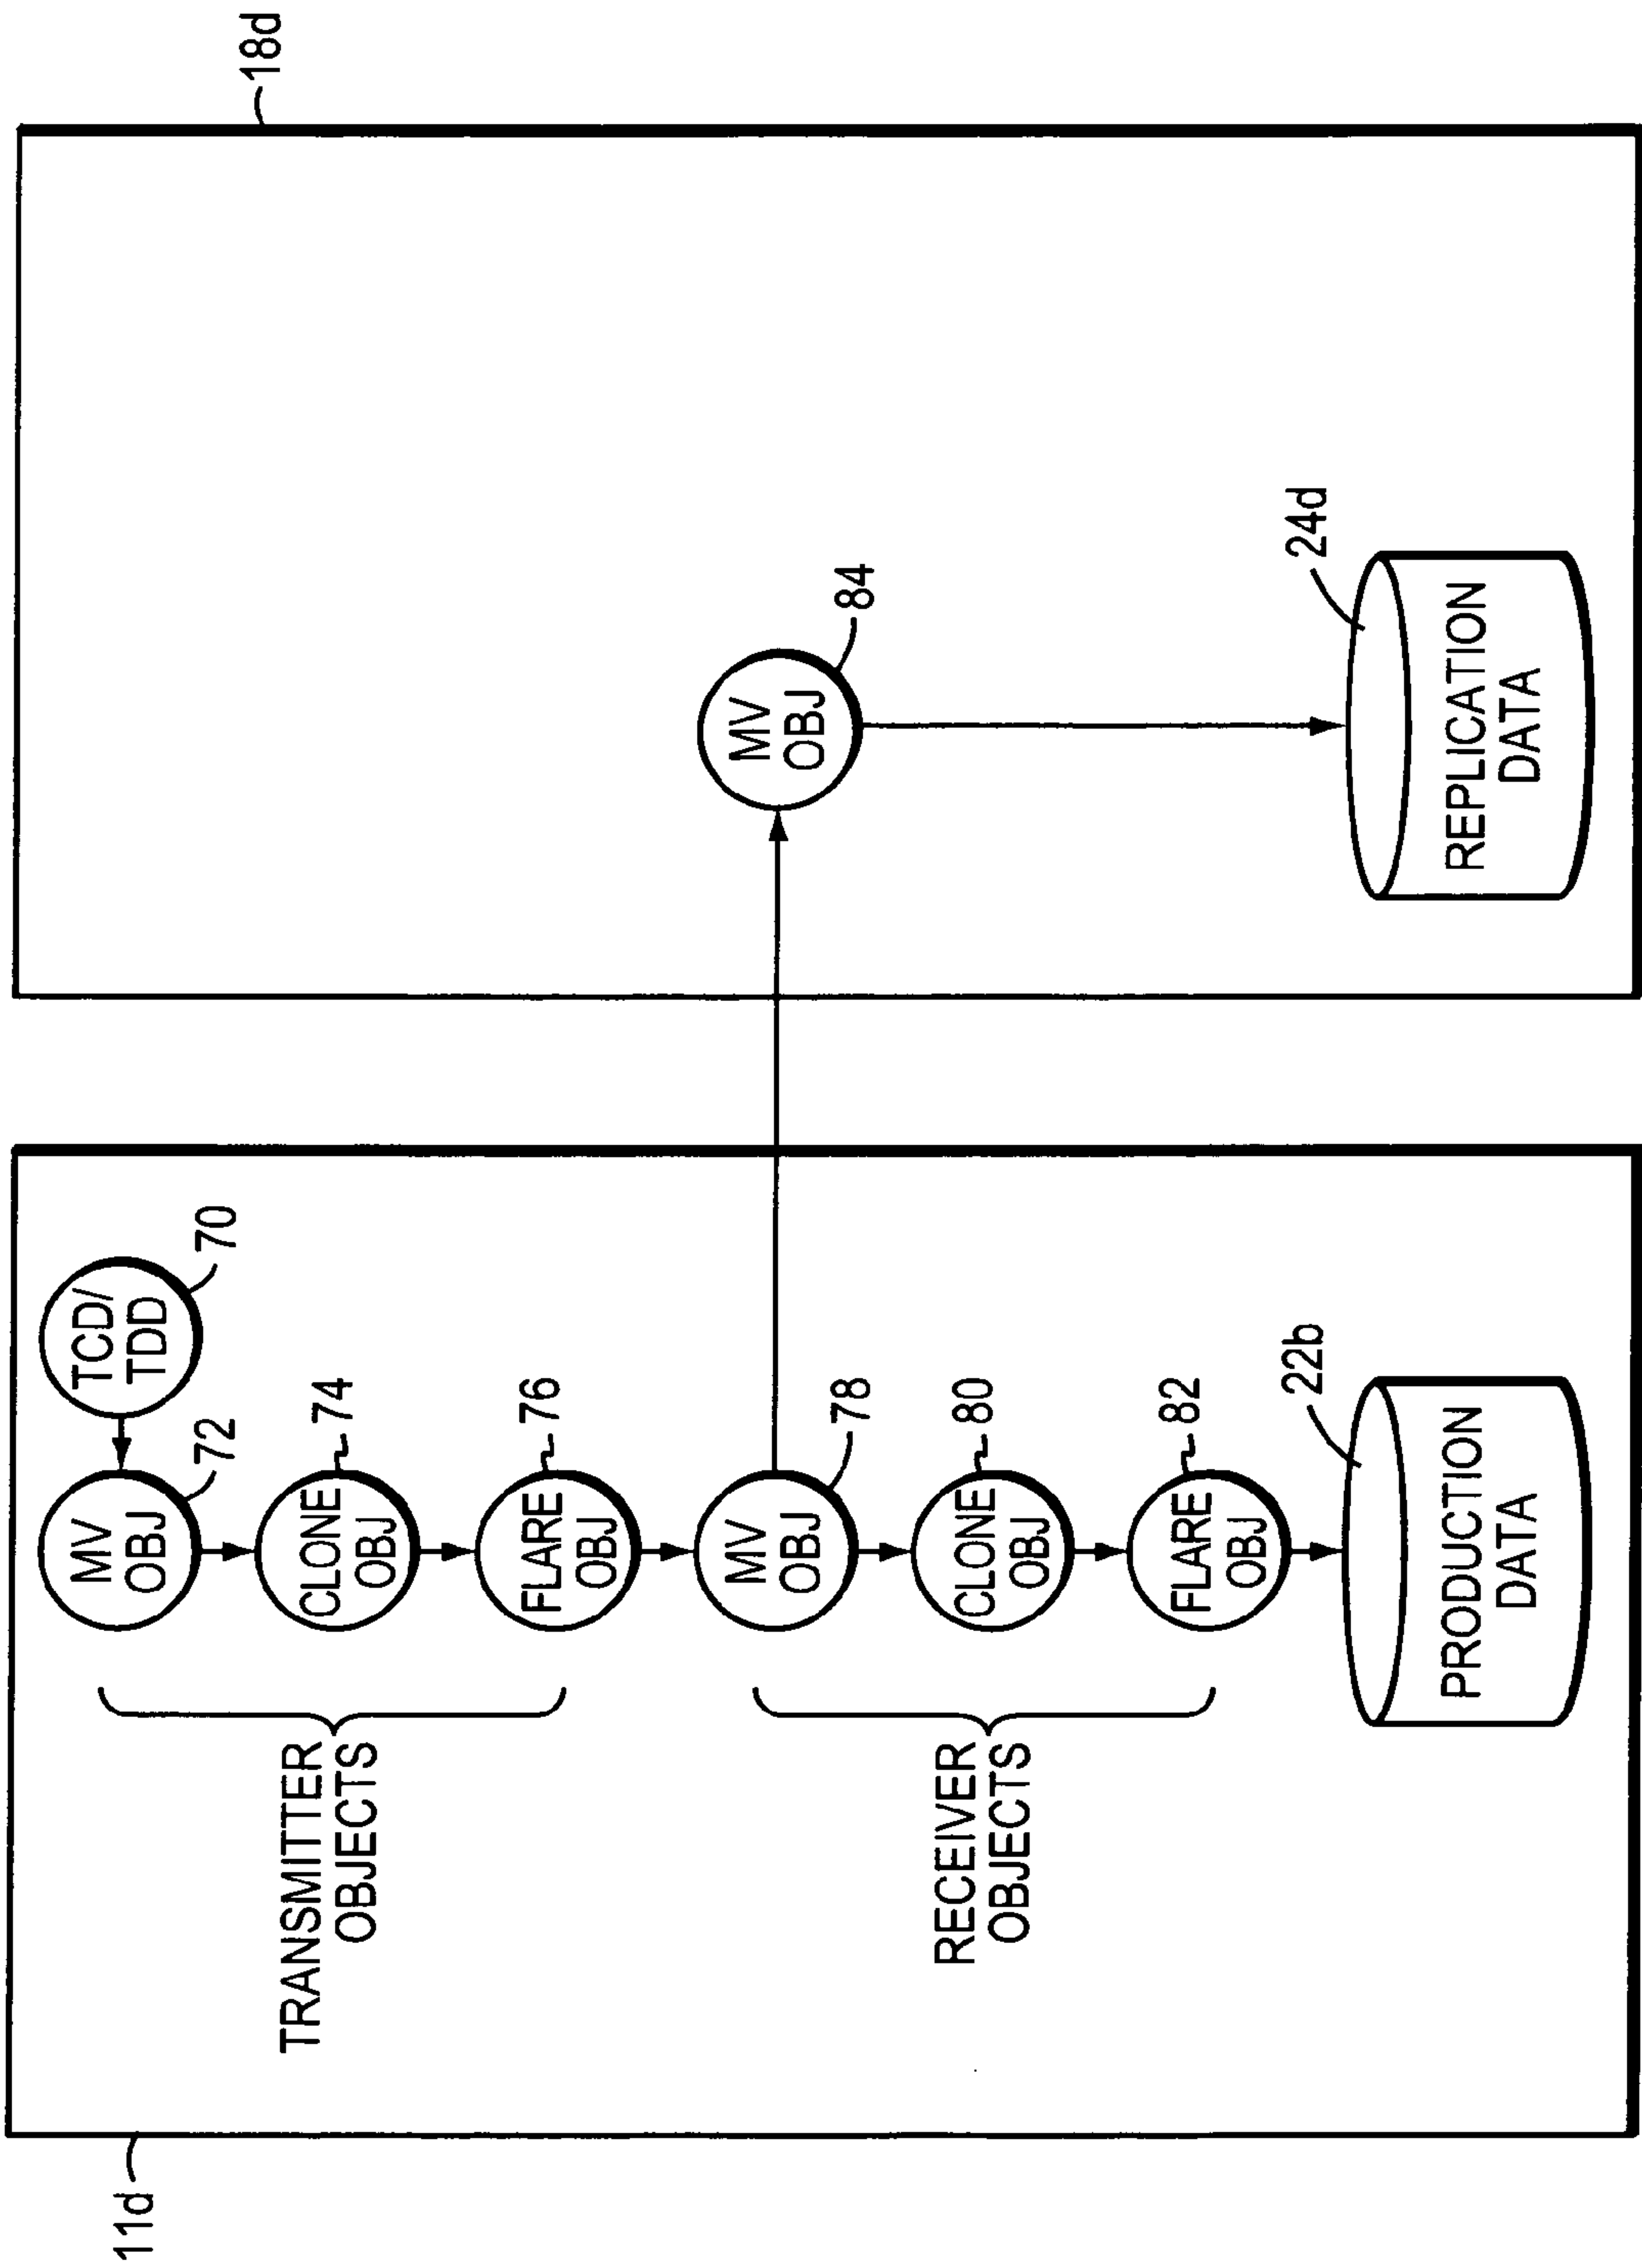 11d
18d
TCD/
TDD
70
MV
OBJ
72
TRANSMITTER
OBJECTS
CLONE
OBJ
74
FLARE
OBJ
76
MV
OBJ
78
MV
OBJ
84
RECEIVER
OBJECTS
CLONE
OBJ
80
FLARE
OBJ
82
22b
PRODUCTION
DATA
24d
REPLICATION
DATA